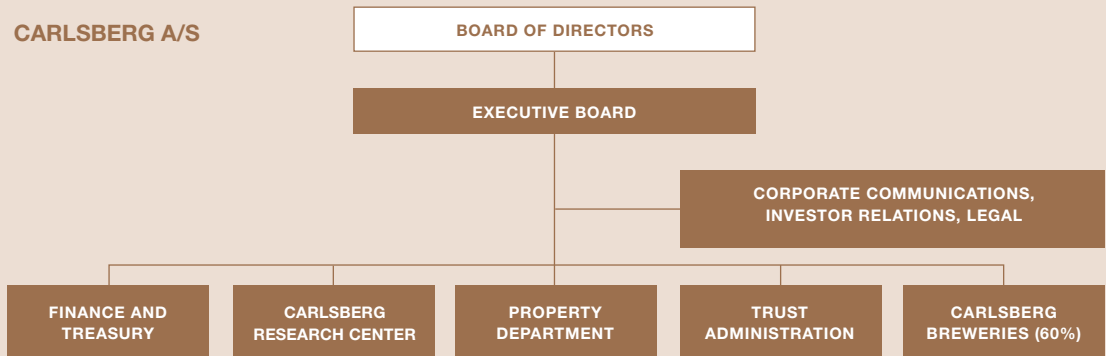 CARLSBERG A/S
BOARD OF DIRECTORS
EXECUTIVE BOARD
CORPORATE COMMUNICATIONS,
INVESTOR RELATIONS, LEGAL
FINANCE AND
TREASURY
CARLSBERG
RESEARCH CENTER
PROPERTY
DEPARTMENT
TRUST
ADMINISTRATION
CARLSBERG
BREWERIES (60%)